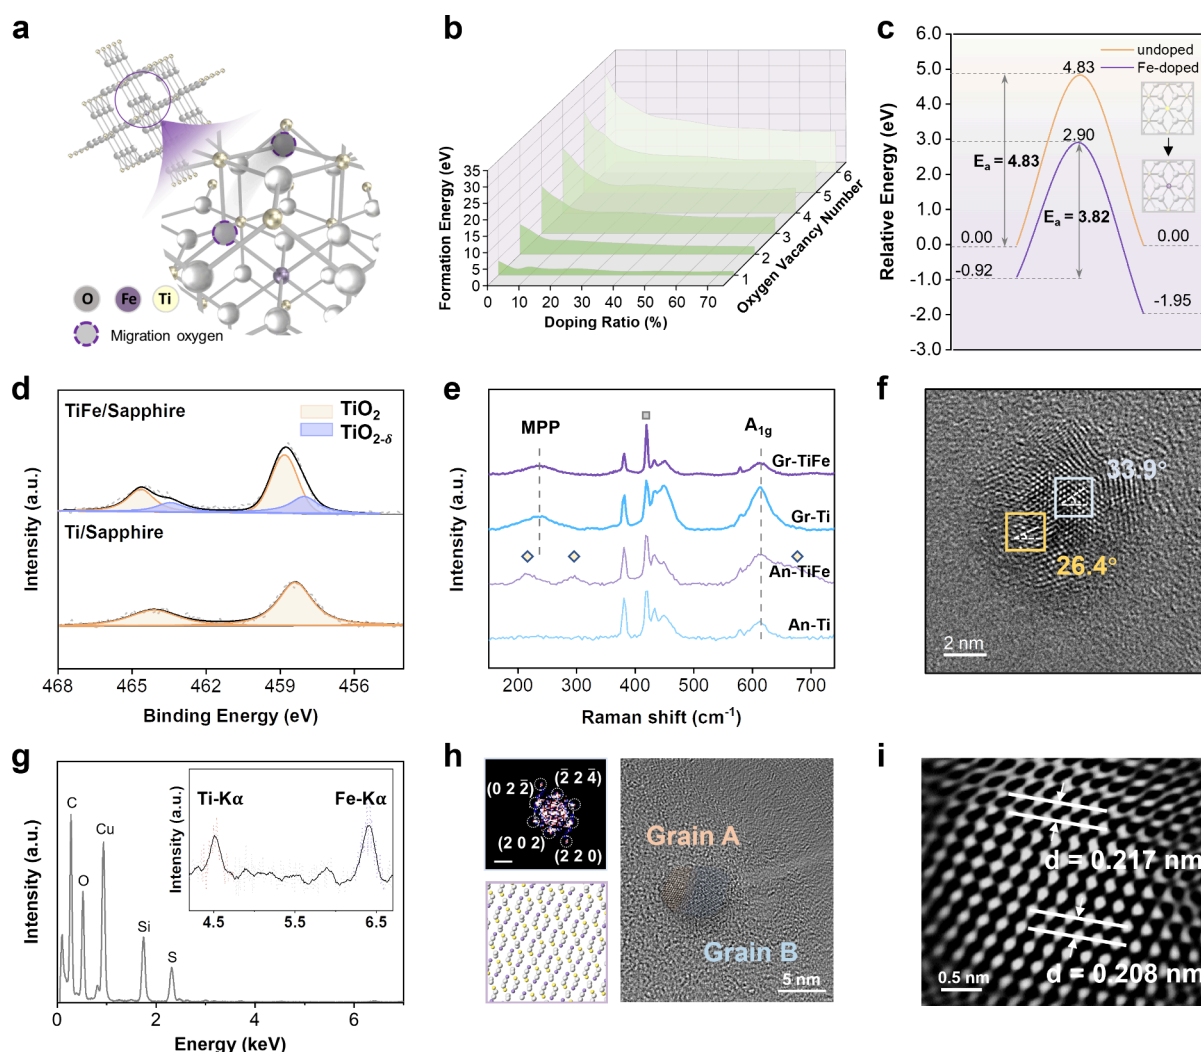 a
O Fe Ti
Migration oxygen
b
Formation Energy (eV)
35
30
25
20
15
10
5
0
0 10 20 30 40 50 60 70
Doping Ratio (%)
1
2
3
4
5
6
Oxygen Vacancy Number
c
Relative Energy (eV)
6.0
5.0
4.0
3.0
2.0
1.0
0.0
-1.0
-2.0
-3.0
undoped
Fe-doped
4.83
2.90
Eₐ = 4.83
Eₐ = 3.82
0.00
0.00
-0.92
-1.95
d
TiFe/Sapphire
TiO₂
TiO₂₋δ
Ti/Sapphire
Intensity (a.u.)
468 465 462 459 456
Binding Energy (eV)
e
MPP
A₁g
Gr-TiFe
Gr-Ti
An-TiFe
An-Ti
Intensity (a.u.)
200 300 400 500 600 700
Raman shift (cm⁻¹)
f
33.9°
26.4°
2 nm
g
C
Cu
O
Si
S
Intensity (a.u.)
0 2 4 6
Energy (keV)
Ti-Kα
Fe-Kα
Intensity (a.u.)
4.5 5.5 6.5
h
(0 2 2̅)
(2̅ 2 4̅)
(2 0 2)
(2 2 0)
Grain A
Grain B
5 nm
i
d = 0.217 nm
d = 0.208 nm
0.5 nm